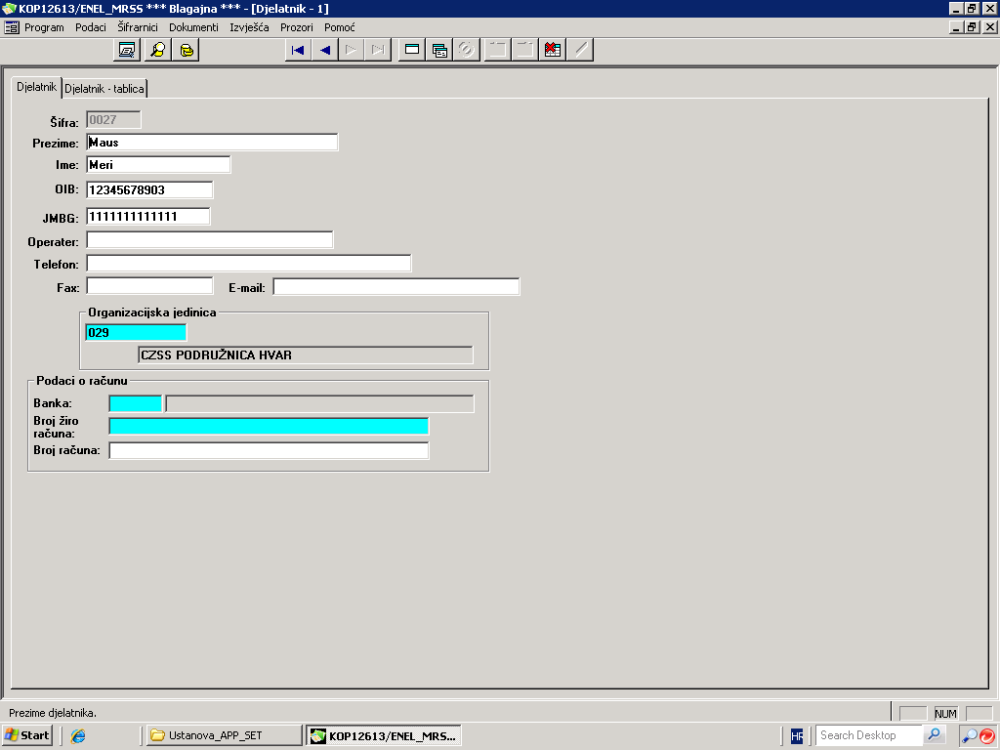 KOP12613/ENEL_MRSS *** Blagajna *** - [Djelatnik - 1]
Program Podaci Šifrarnici Dokumenti Izvješća Prozori Pomoć
Djelatnik Djelatnik - tablica
Šifra: 0027
Prezime: Maus
Ime: Meri
OIB: 12345678903
JMBG: 1111111111111
Operater:
Telefon:
Fax: E-mail:
Organizacijska jedinica
029
CZSS PODRUŽNICA HVAR
Podaci o računu
Banka:
Broj žiro
računa:
Broj računa:
Prezime djelatnika. NUM
Start Ustanova_APP_SET KOP12613/ENEL_MRS... HR Search Desktop